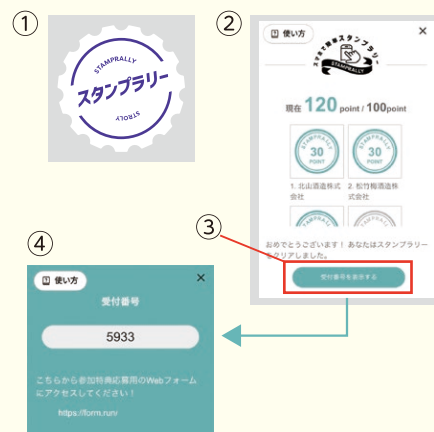 ①
STAMPRALLY
スタンプラリー
STROLY
②
使い方
×
スマホで簡単スタンプラリー
STAMPRALLY
現在 120 point / 100point
30
POINT
30
POINT
1. 北山酒造株式
会社
2. 松竹梅酒造株
式会社
おめでとうございます！ あなたはスタンプラリー
をクリアしました。
③
受付番号を表示する
④
使い方
×
受付番号
5933
こちらから参加特典応募用のWebフォーム
にアクセスしてください！
https://form.run/